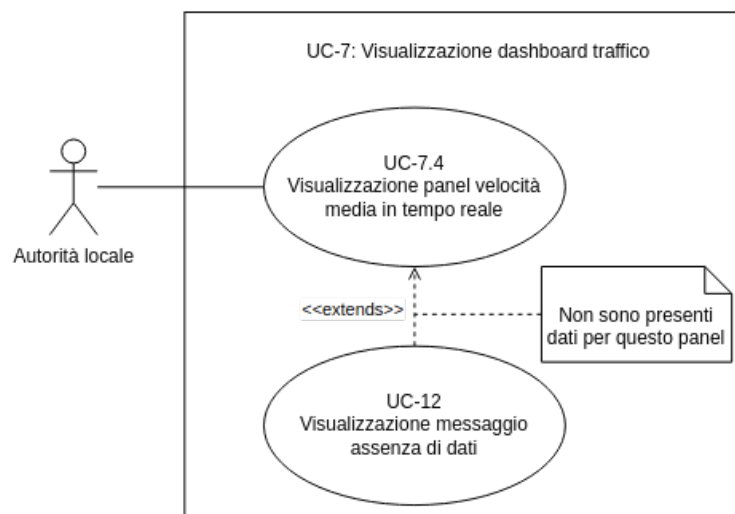 UC-7: Visualizzazione dashboard traffico
UC-7.4
Visualizzazione panel velocità
media in tempo reale
Autorità locale
<<extends>>
Non sono presenti
dati per questo panel
UC-12
Visualizzazione messaggio
assenza di dati